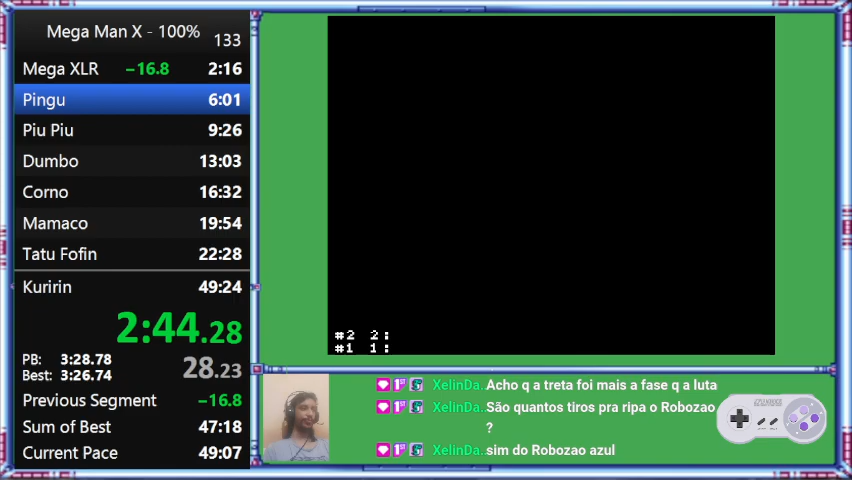 Mega Man X - 100%
133
Mega XLR -16.8 2:16
Pingu 6:01
Piu Piu 9:26
Dumbo 13:03
Corno 16:32
Mamaco 19:54
Tatu Fofin 22:28
Kuririn 49:24
2:44.28
PB: 3:28.78
Best: 3:26.74
28.23
Previous Segment -16.8
Sum of Best 47:18
Current Pace 49:07
#2 2:
#1 1:
XelinDa..Acho q a treta foi mais a fase q a luta
XelinDa..São quantos tiros pra ripa o Robozao
?
XelinDa..sim do Robozao azul